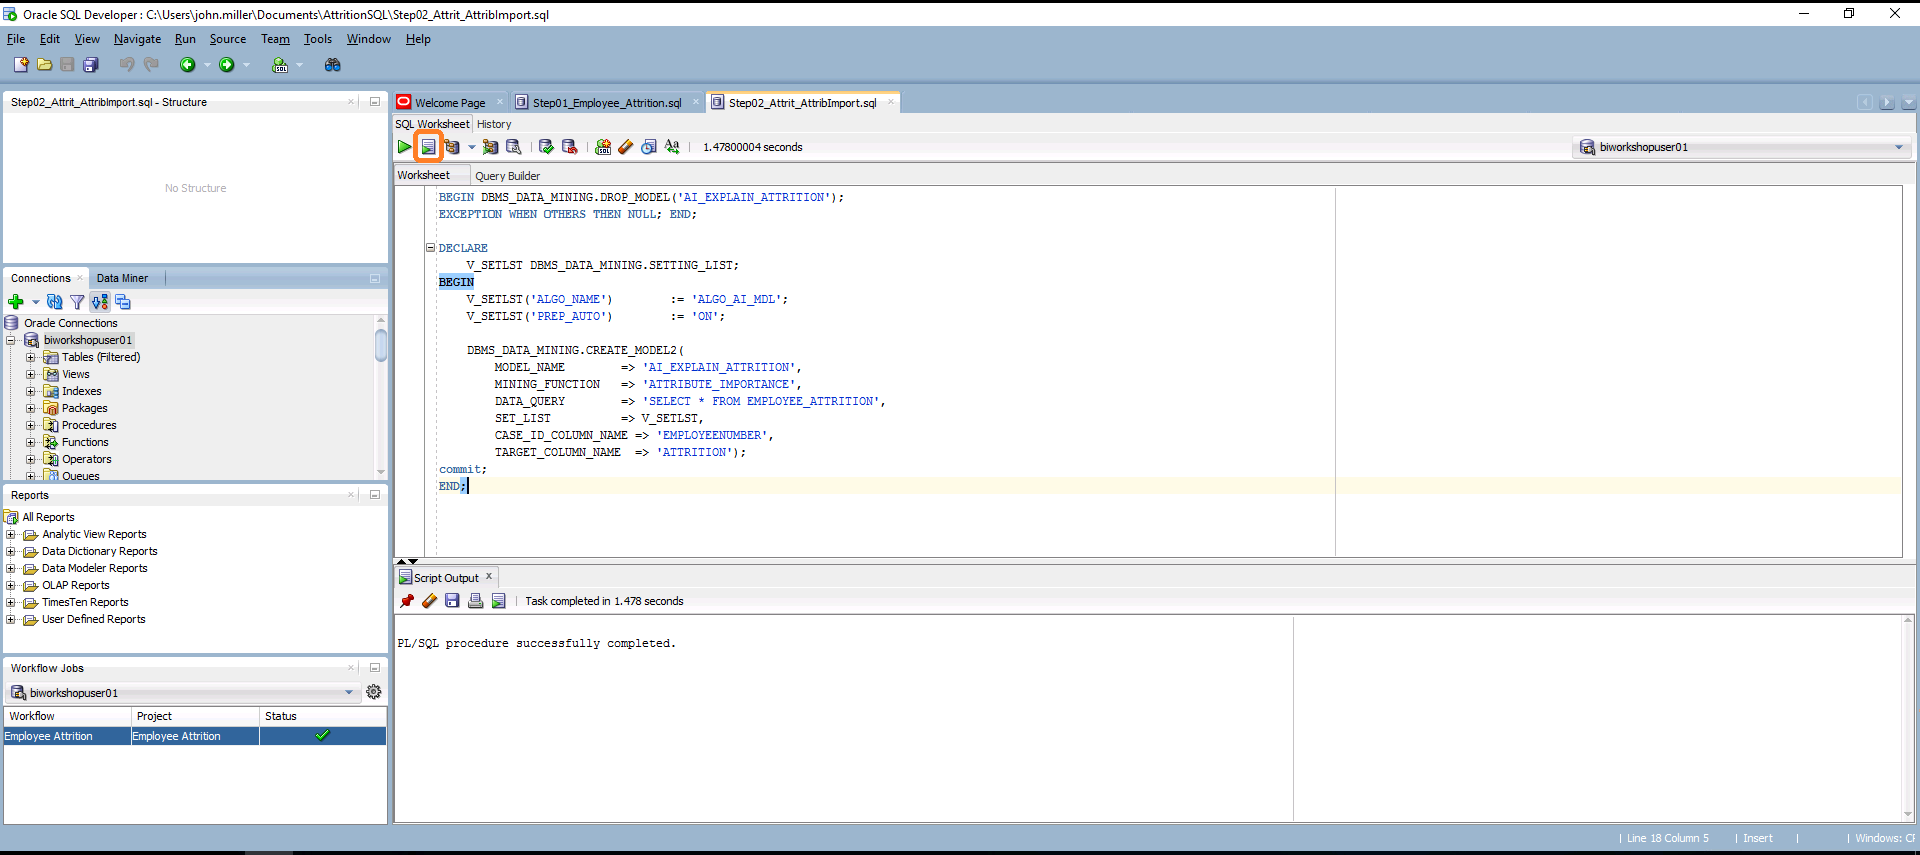 Oracle SQL Developer : C:\Users\john.miller\Documents\AttritionSQL\Step02_Attrit_AttribImport.sql
File Edit View Navigate Run Source Team Tools Window Help
Step02_Attrit_AttribImport.sql - Structure
No Structure
Connections Data Miner
Oracle Connections
biworkshopuser01
Tables (Filtered)
Views
Indexes
Packages
Procedures
Functions
Operators
Queues
Reports
All Reports
Analytic View Reports
Data Dictionary Reports
Data Modeler Reports
OLAP Reports
TimesTen Reports
User Defined Reports
Workflow Jobs
biworkshopuser01
Workflow Project Status
Employee Attrition Employee Attrition
Welcome Page Step01_Employee_Attrition.sql Step02_Attrit_AttribImport.sql
SQL Worksheet History
1.47800004 seconds biworkshopuser01
Worksheet Query Builder
BEGIN DBMS_DATA_MINING.DROP_MODEL('AI_EXPLAIN_ATTRITION');
EXCEPTION WHEN OTHERS THEN NULL; END;
DECLARE
V_SETLST DBMS_DATA_MINING.SETTING_LIST;
BEGIN
V_SETLST('ALGO_NAME') := 'ALGO_AI_MDL';
V_SETLST('PREP_AUTO') := 'ON';
DBMS_DATA_MINING.CREATE_MODEL2(
MODEL_NAME => 'AI_EXPLAIN_ATTRITION',
MINING_FUNCTION => 'ATTRIBUTE_IMPORTANCE',
DATA_QUERY => 'SELECT * FROM EMPLOYEE_ATTRITION',
SET_LIST => V_SETLST,
CASE_ID_COLUMN_NAME => 'EMPLOYEENUMBER',
TARGET_COLUMN_NAME => 'ATTRITION');
commit;
END;
Script Output
Task completed in 1.478 seconds
PL/SQL procedure successfully completed.
Line 18 Column 5 Insert Windows: CF